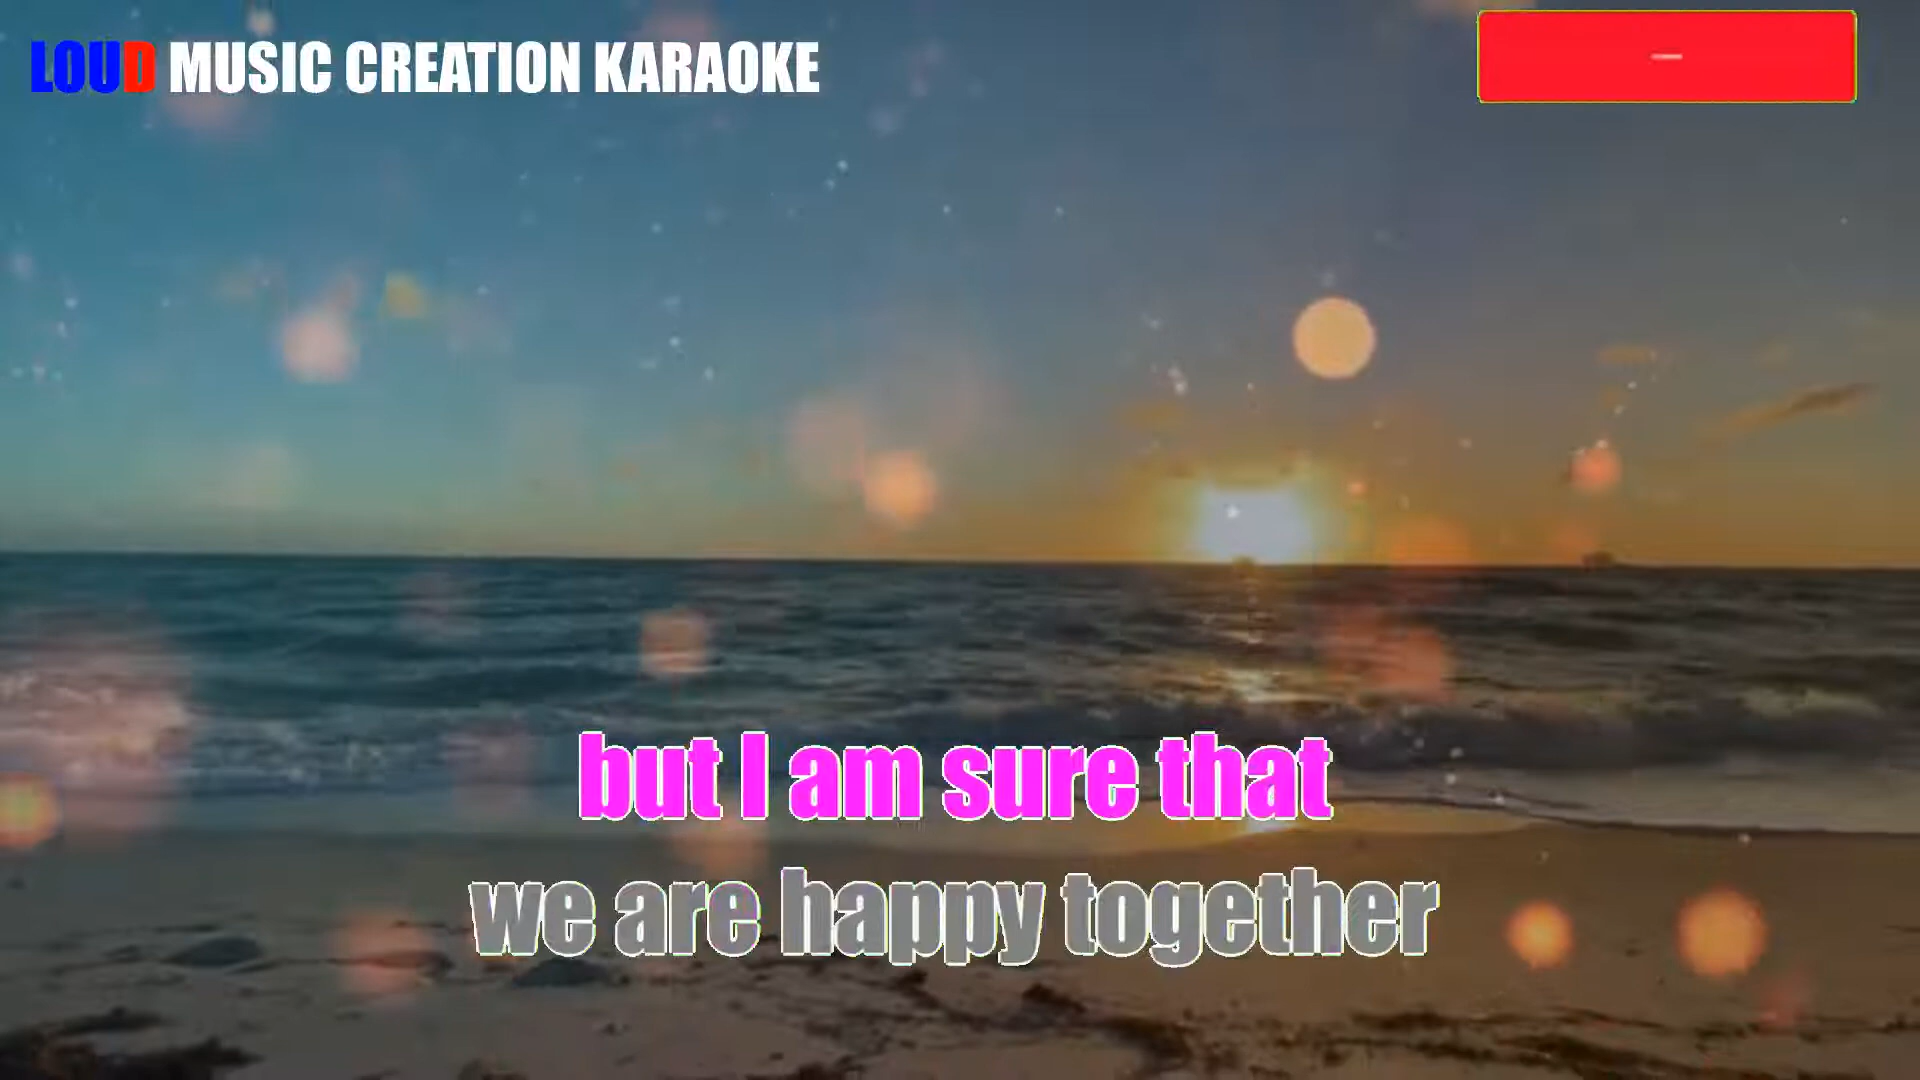 LOUD MUSIC CREATION KARAOKE
but I am sure that
we are happy together